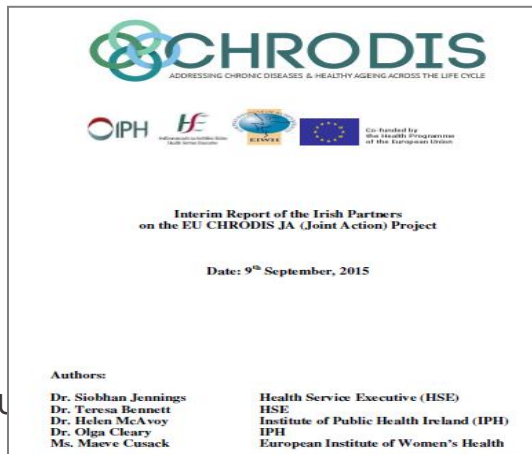 CHRODIS
ADDRESSING CHRONIC DISEASES & HEALTHY AGEING ACROSS THE LIFE CYCLE
IPH
EIWH
Co-funded by
the Health Programme
of the European Union
Interim Report of the Irish Partners
on the EU CHRODIS JA (Joint Action) Project
Date: 9th September, 2015
Authors:
Dr. Siobhan Jennings Health Service Executive (HSE)
Dr. Teresa Bennett HSE
Dr. Helen McAvoy Institute of Public Health Ireland (IPH)
Dr. Olga Cleary IPH
Ms. Maeve Cusack European Institute of Women's Health